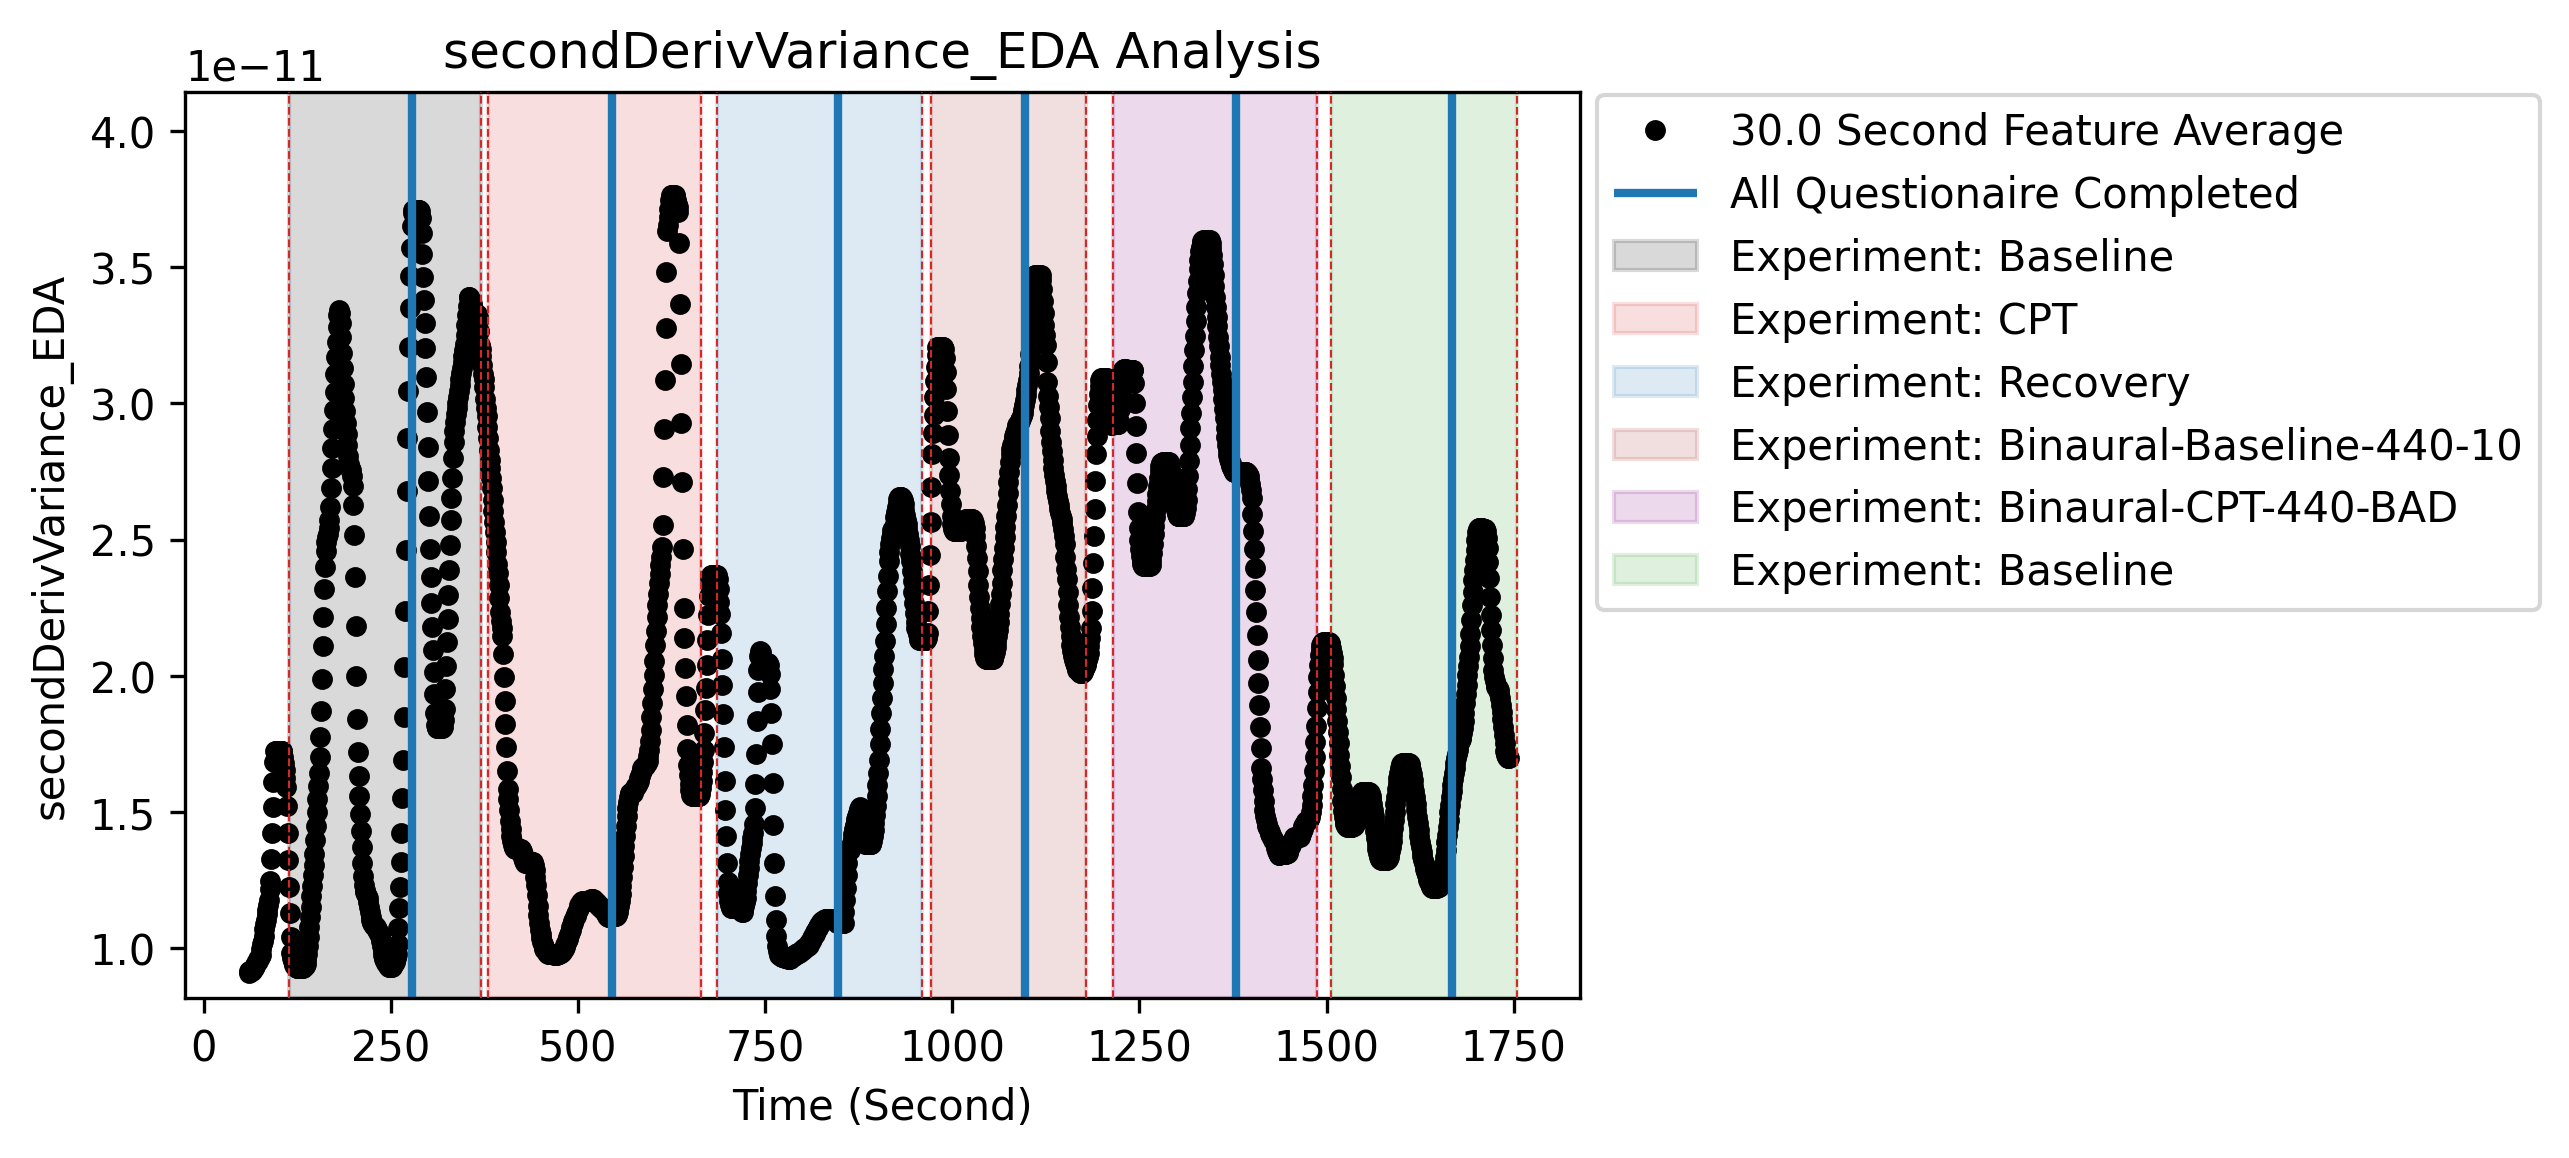 secondDerivVariance_EDA Analysis
1e−11
4.0
3.5
3.0
2.5
2.0
1.5
1.0
secondDerivVariance_EDA
0 250 500 750 1000 1250 1500 1750
Time (Second)
30.0 Second Feature Average
All Questionaire Completed
Experiment: Baseline
Experiment: CPT
Experiment: Recovery
Experiment: Binaural-Baseline-440-10
Experiment: Binaural-CPT-440-BAD
Experiment: Baseline